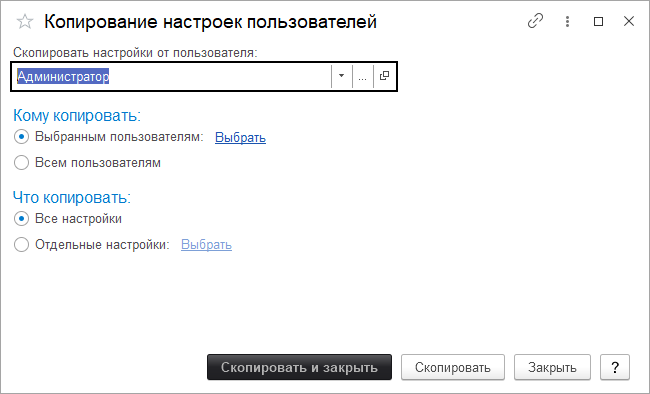 Копирование настроек пользователей
Скопировать настройки от пользователя:
Администратор
...
Кому копировать:
Выбранным пользователям: Выбрать
Всем пользователям
Что копировать:
Все настройки
Отдельные настройки: Выбрать
Скопировать и закрыть Скопировать Закрыть ?